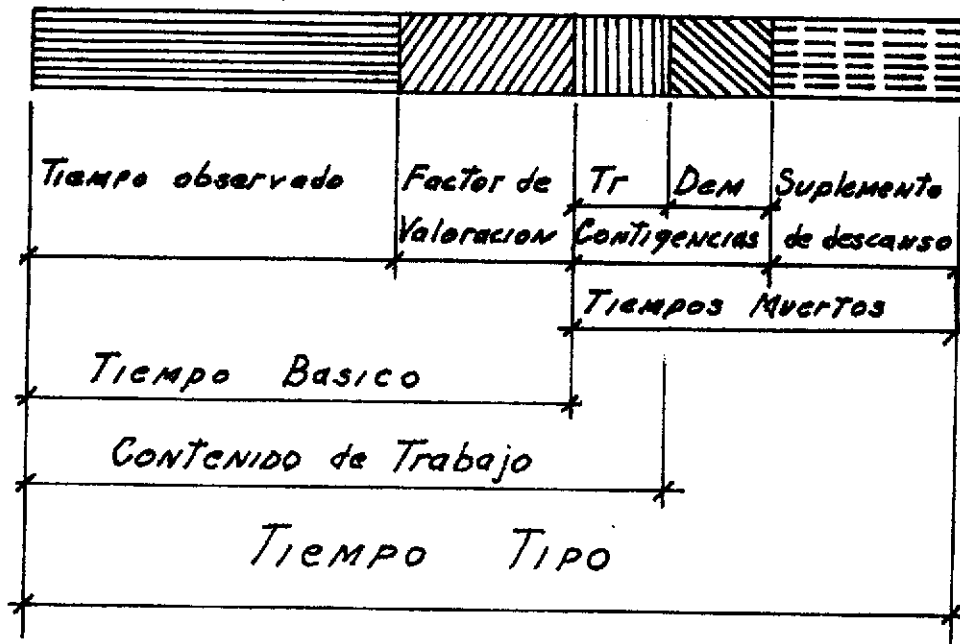 Tiempo observado
Factor de
Valoracion
Tr
Dem
Contigencias
Suplemento
de descanso
Tiempos Muertos
Tiempo Basico
Contenido de Trabajo
Tiempo Tipo